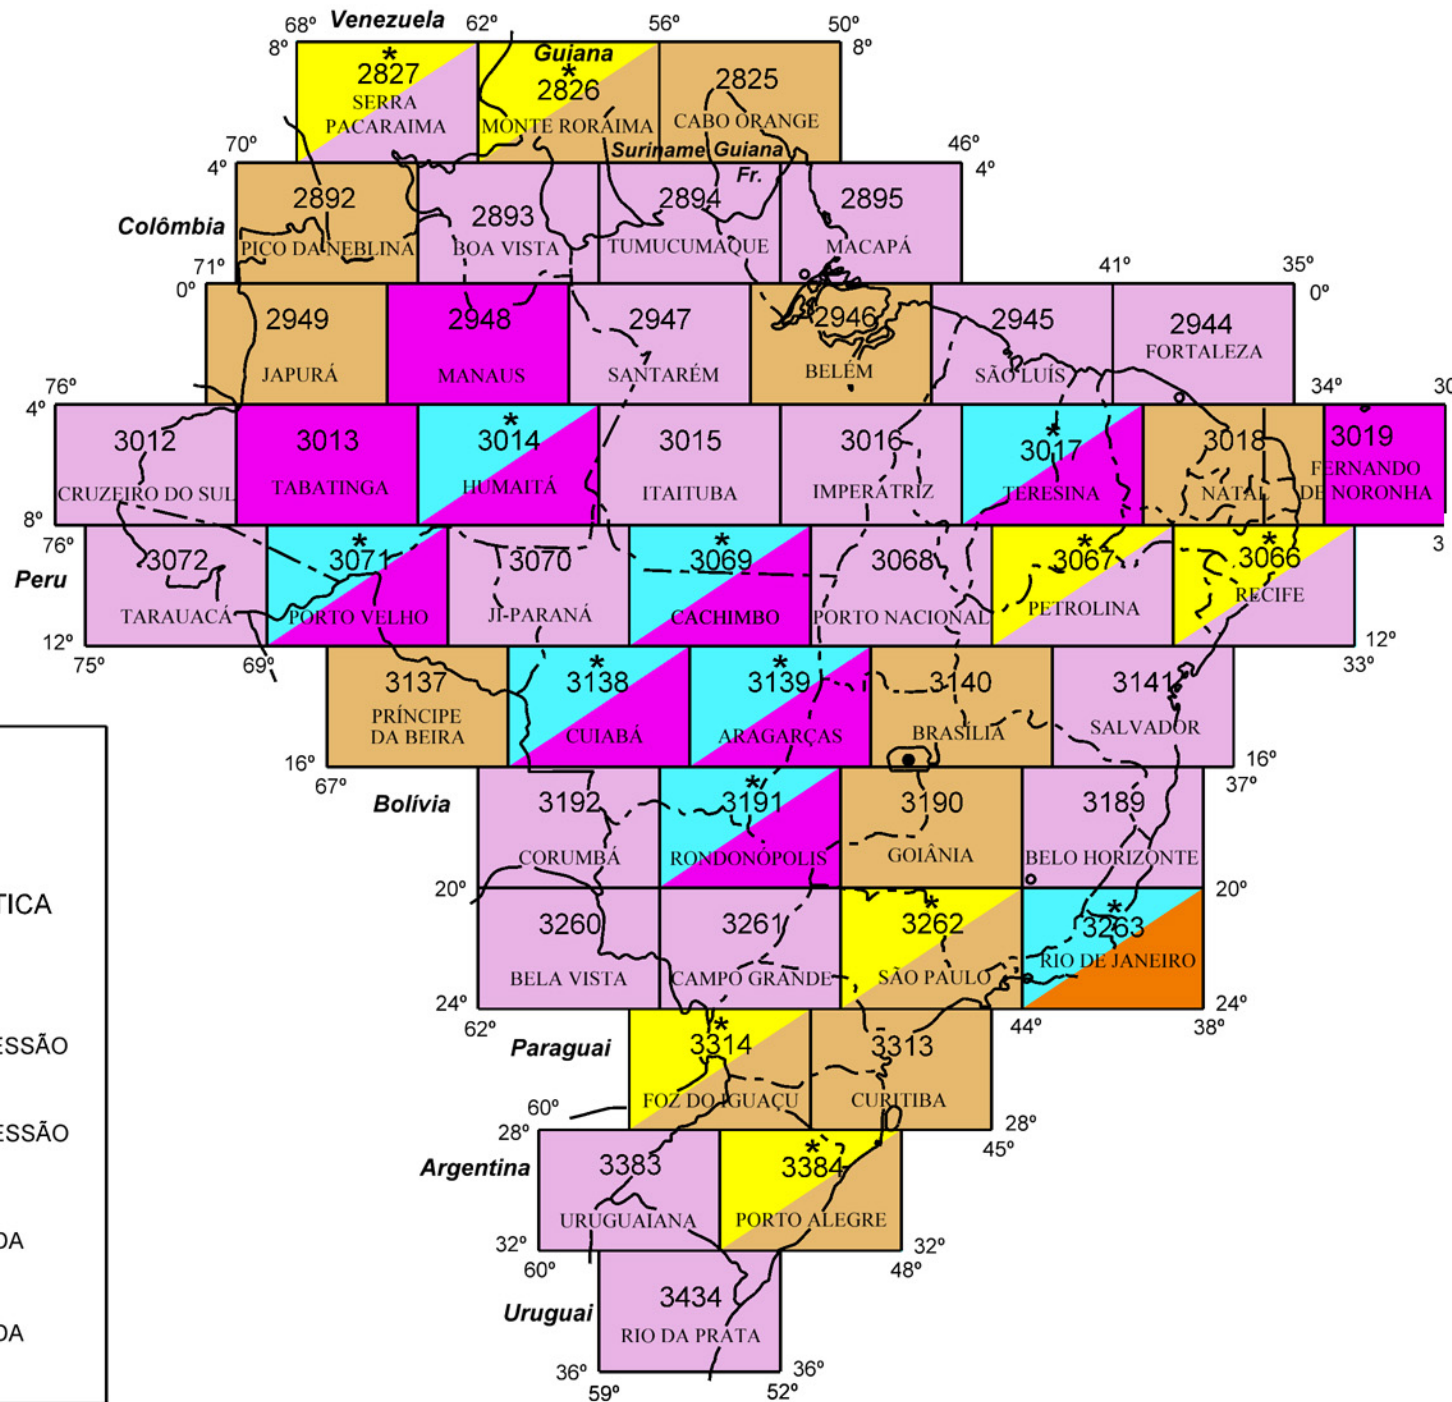 68º Venezuela 62º 56º 50º
8º * * Guiana 8º
2827 2826 2825
SERRA
PACARAIMA MONTE RORAIMA CABO ORANGE
70º Suriname Guiana 46º
4º Fr. 4º
2892 2893 2894 2895
Colômbia
PICO DA NEBLINA BOA VISTA TUMUCUMAQUE MACAPÁ
71º 41º 35º
0º 0º
2949 2948 2947 2946 2945 2944
FORTALEZA
JAPURÁ MANAUS SANTARÉM BELÉM SÃO LUÍS
76º 34º 30
4º * *
3012 3013 3014 3015 3016 3017 3018 3019
FERNANDO
CRUZEIRO DO SUL TABATINGA HUMAITÁ ITAITUBA IMPERATRIZ TERESINA NATAL DE NORONHA
8º 3
76º * * * *
Peru 3072 3071 3070 3069 3068 3067 3066
RECIFE
TARAUACÁ PORTO VELHO JI-PARANÁ CACHIMBO PORTO NACIONAL PETROLINA
12º 12º
75º 69º 33º
* *
3137 3138 3139 3140 3141
PRÍNCIPE
DA BEIRA CUIABÁ ARAGARÇAS BRASÍLIA SALVADOR
16º 16º
67º 37º
*
Bolívia 3192 3191 3190 3189
CORUMBÁ RONDONÓPOLIS GOIÂNIA BELO HORIZONTE
20º 20º
TICA
* *
3260 3261 3262 3263
RIO DE JANEIRO
BELA VISTA CAMPO GRANDE SÃO PAULO
24º 24º
62º 44º 38º
*
Paraguai 3314 3313
ESSÃO
FOZ DO IGUAÇU CURITIBA
60º
28º 28º
ESSÃO
45º
*
Argentina 3383 3384
URUGUAIANA PORTO ALEGRE
DA
32º 32º
60º 48º
Uruguai 3434
DA
RIO DA PRATA
36º 36º
59º 52º